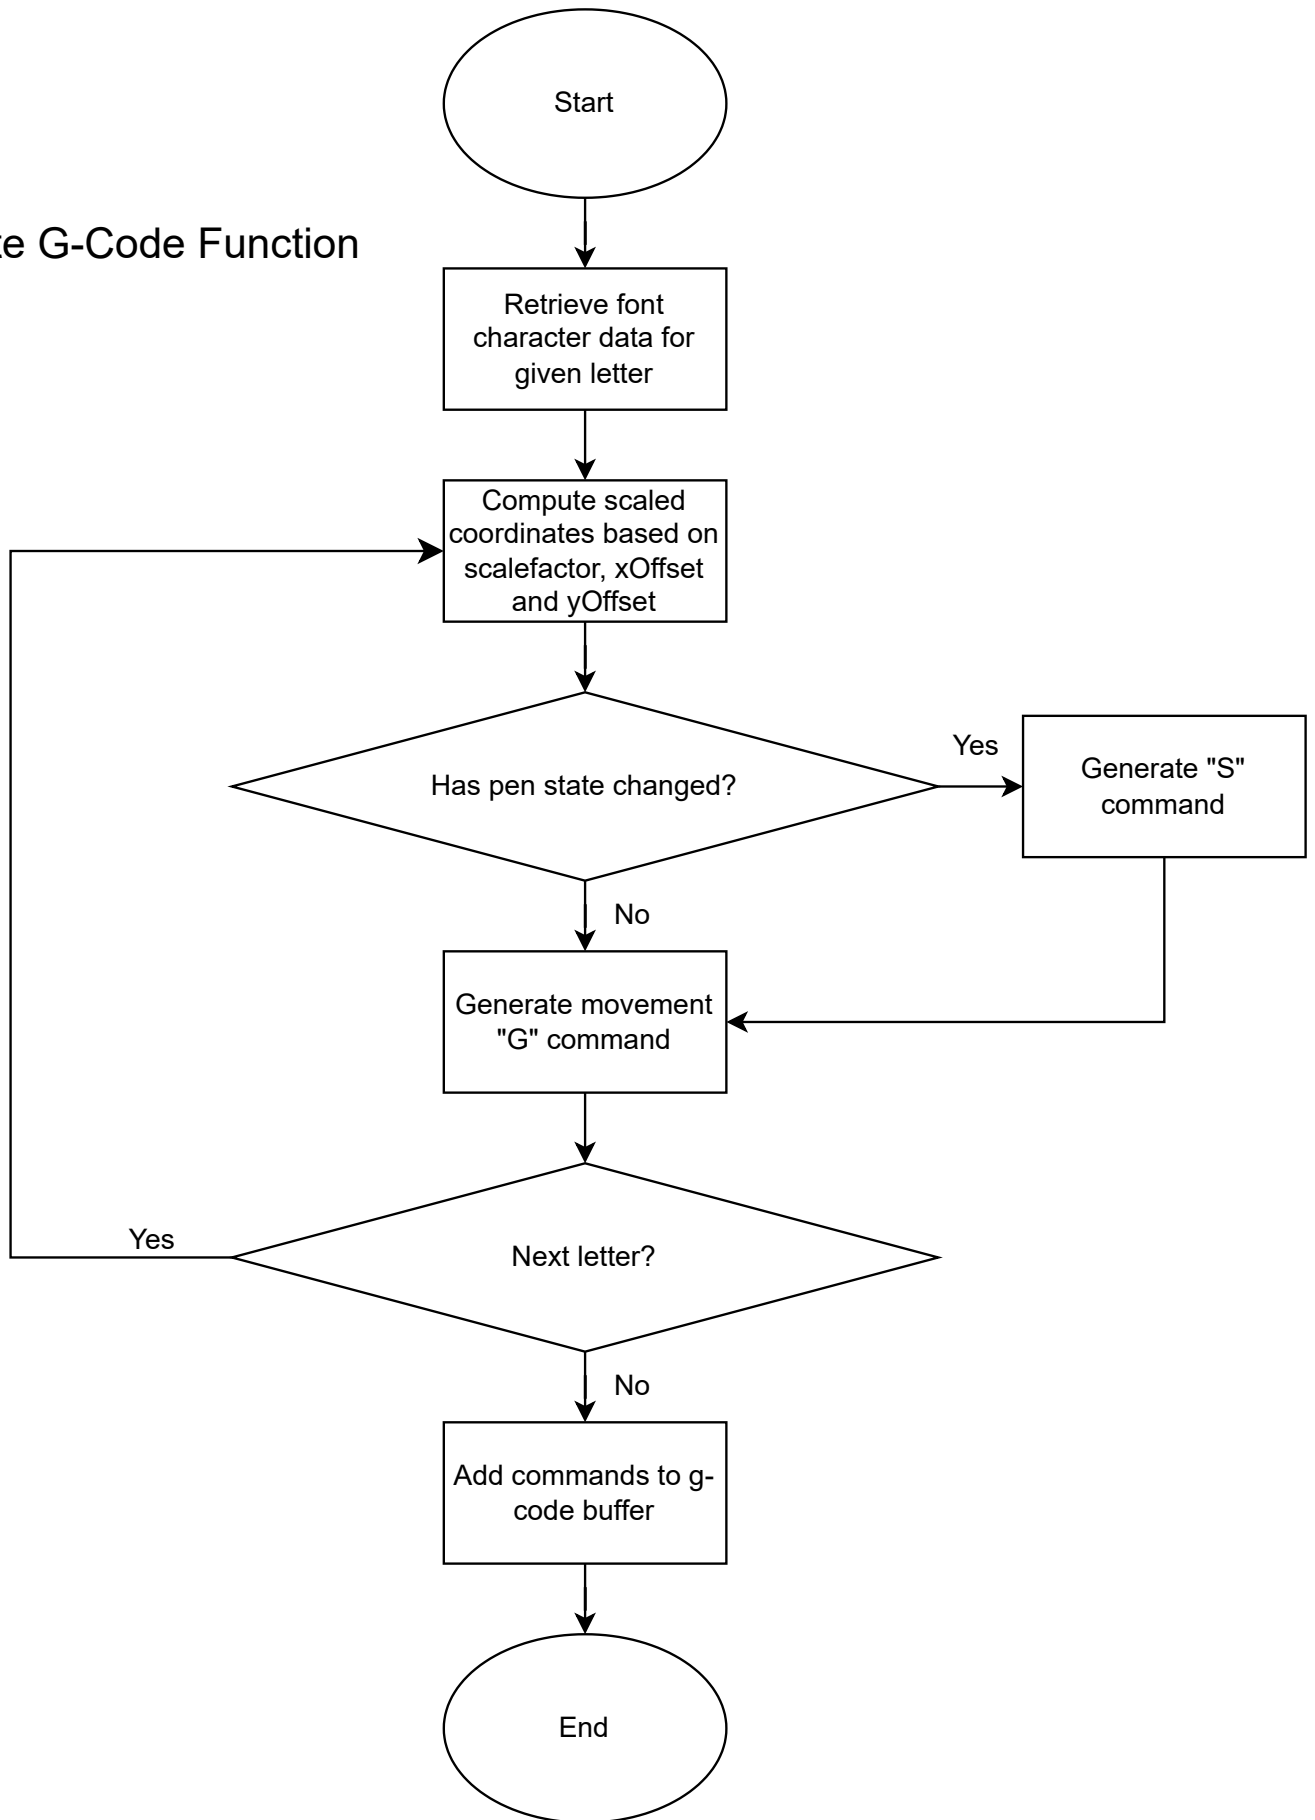 Start
G-Code Function
Retrieve font
character data for
given letter
Compute scaled
coordinates based on
scalefactor, xOffset
and yOffset
Has pen state changed?
Yes
Generate "S"
command
No
Generate movement
"G" command
Yes
Next letter?
No
Add commands to g-
code buffer
End